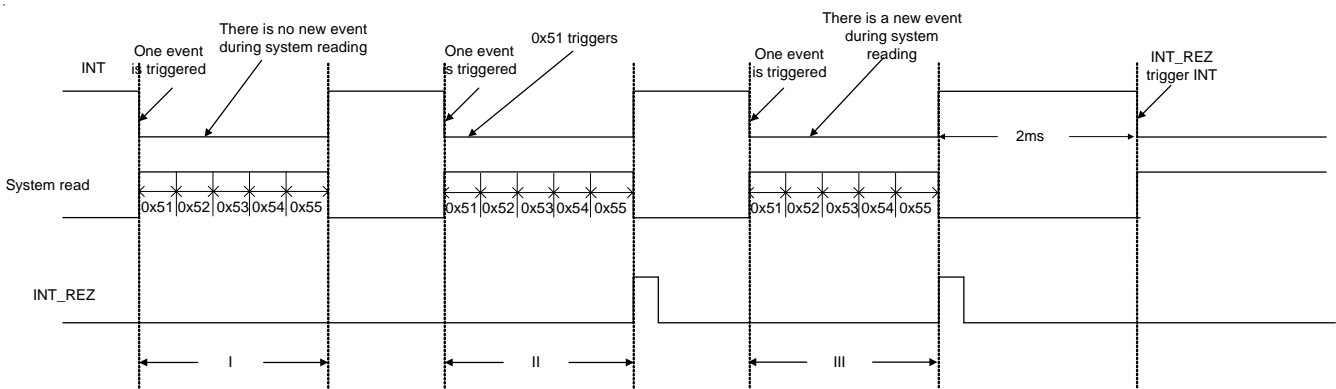 There is no new event
during system reading
One event
is triggered
INT
One event
is triggered
0x51 triggers
There is a new event
during system
reading
One event
is triggered
INT_REZ
trigger INT
2ms
System read
0x51 0x52 0x53 0x54 0x55
0x51 0x52 0x53 0x54 0x55
0x51 0x52 0x53 0x54 0x55
INT_REZ
I
II
III